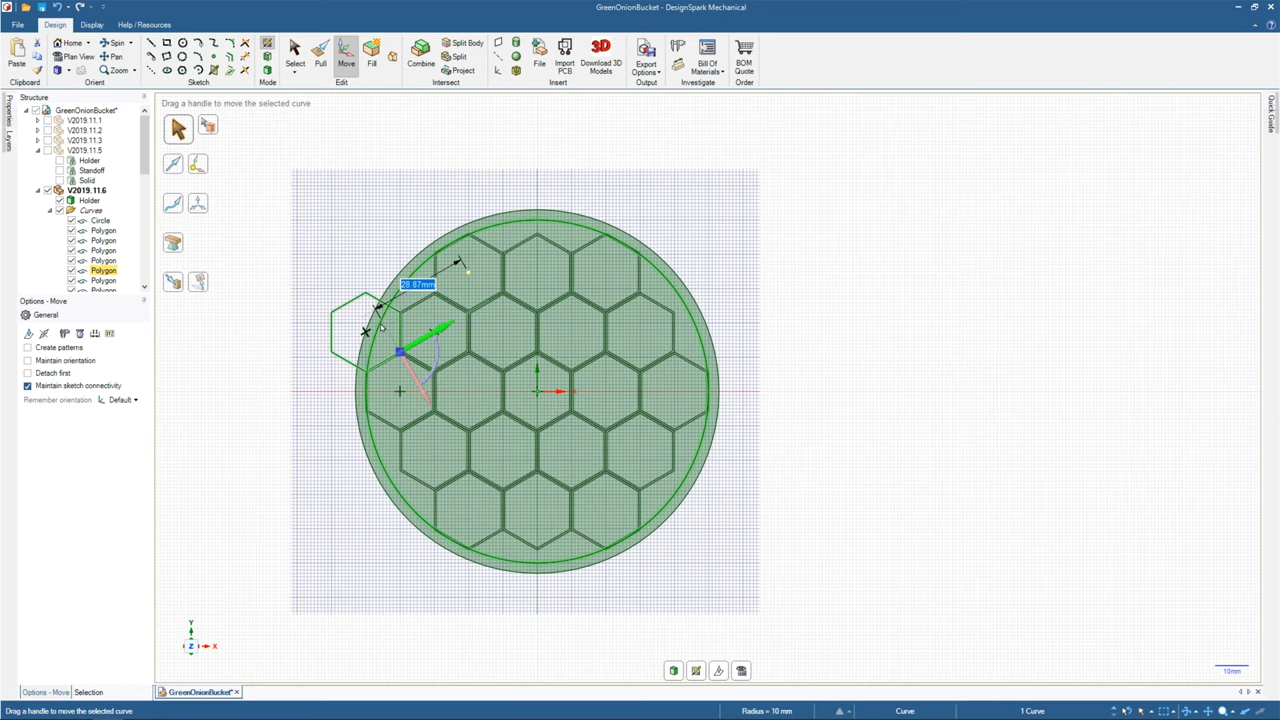 GreenOnionBucket - DesignSpark Mechanical
File Design Display Help / Resources
Paste Home Spin Select Pull Move Fill Combine Split Body File Import PCB Download 3D Models Export Options Bill Of Materials BOM Quote
Plan View Pan Split
Zoom Project
Clipboard Orient Sketch Mode Edit Intersect Insert Output Investigate Order
Structure
Drag a handle to move the selected curve
Properties
Layers
Quick Guide
GreenOnionBucket*
V2019.11.1
V2019.11.2
V2019.11.3
V2019.11.5
Holder
Standoff
Solid
V2019.11.6
Holder
Curves
Circle
Polygon
Polygon
Polygon
Polygon
Polygon
Polygon
Polygon
Options - Move
General
Create patterns
Maintain orientation
Detach first
Maintain sketch connectivity
Remember orientation Default
28.87mm
X
Y
Z X
10mm
Options - Move Selection GreenOnionBucket*
Drag a handle to move the selected curve Radius = 10 mm Curve 1 Curve